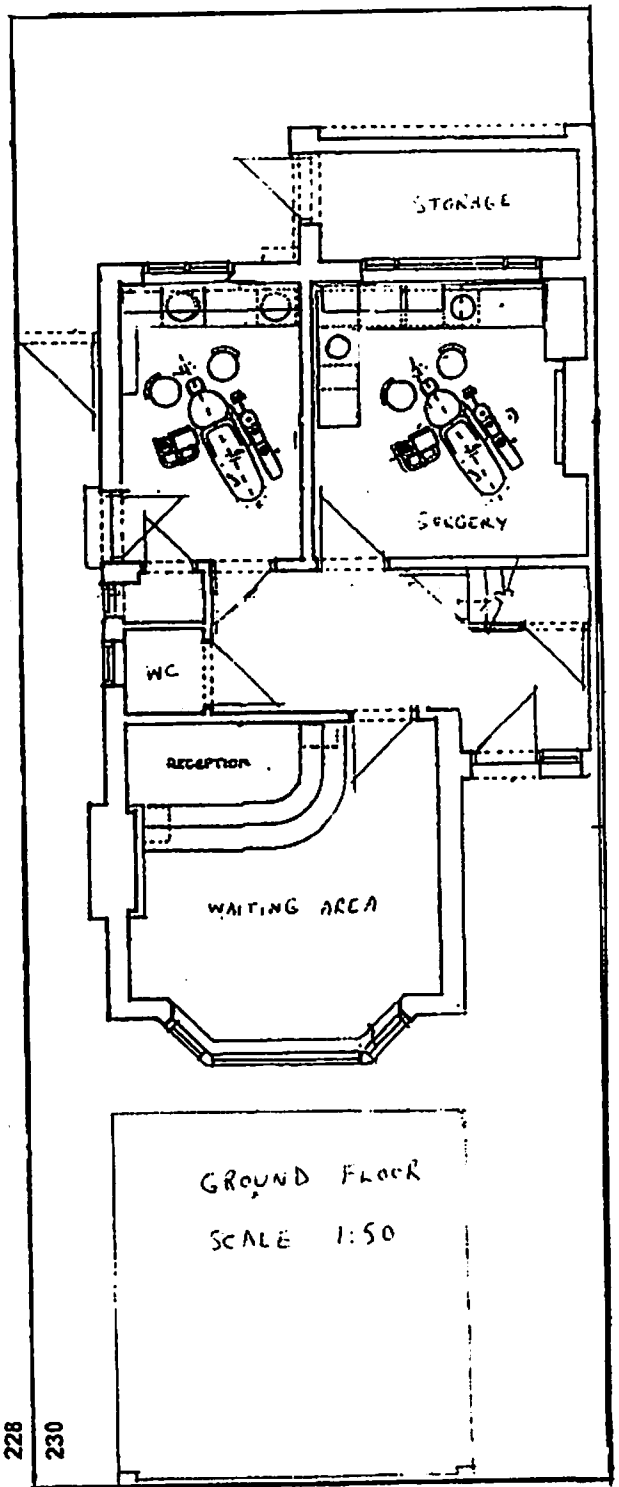 STORAGE
SURGERY
WC
RECEPTION
WAITING AREA
GROUND FLOOR
SCALE 1:50
228
230